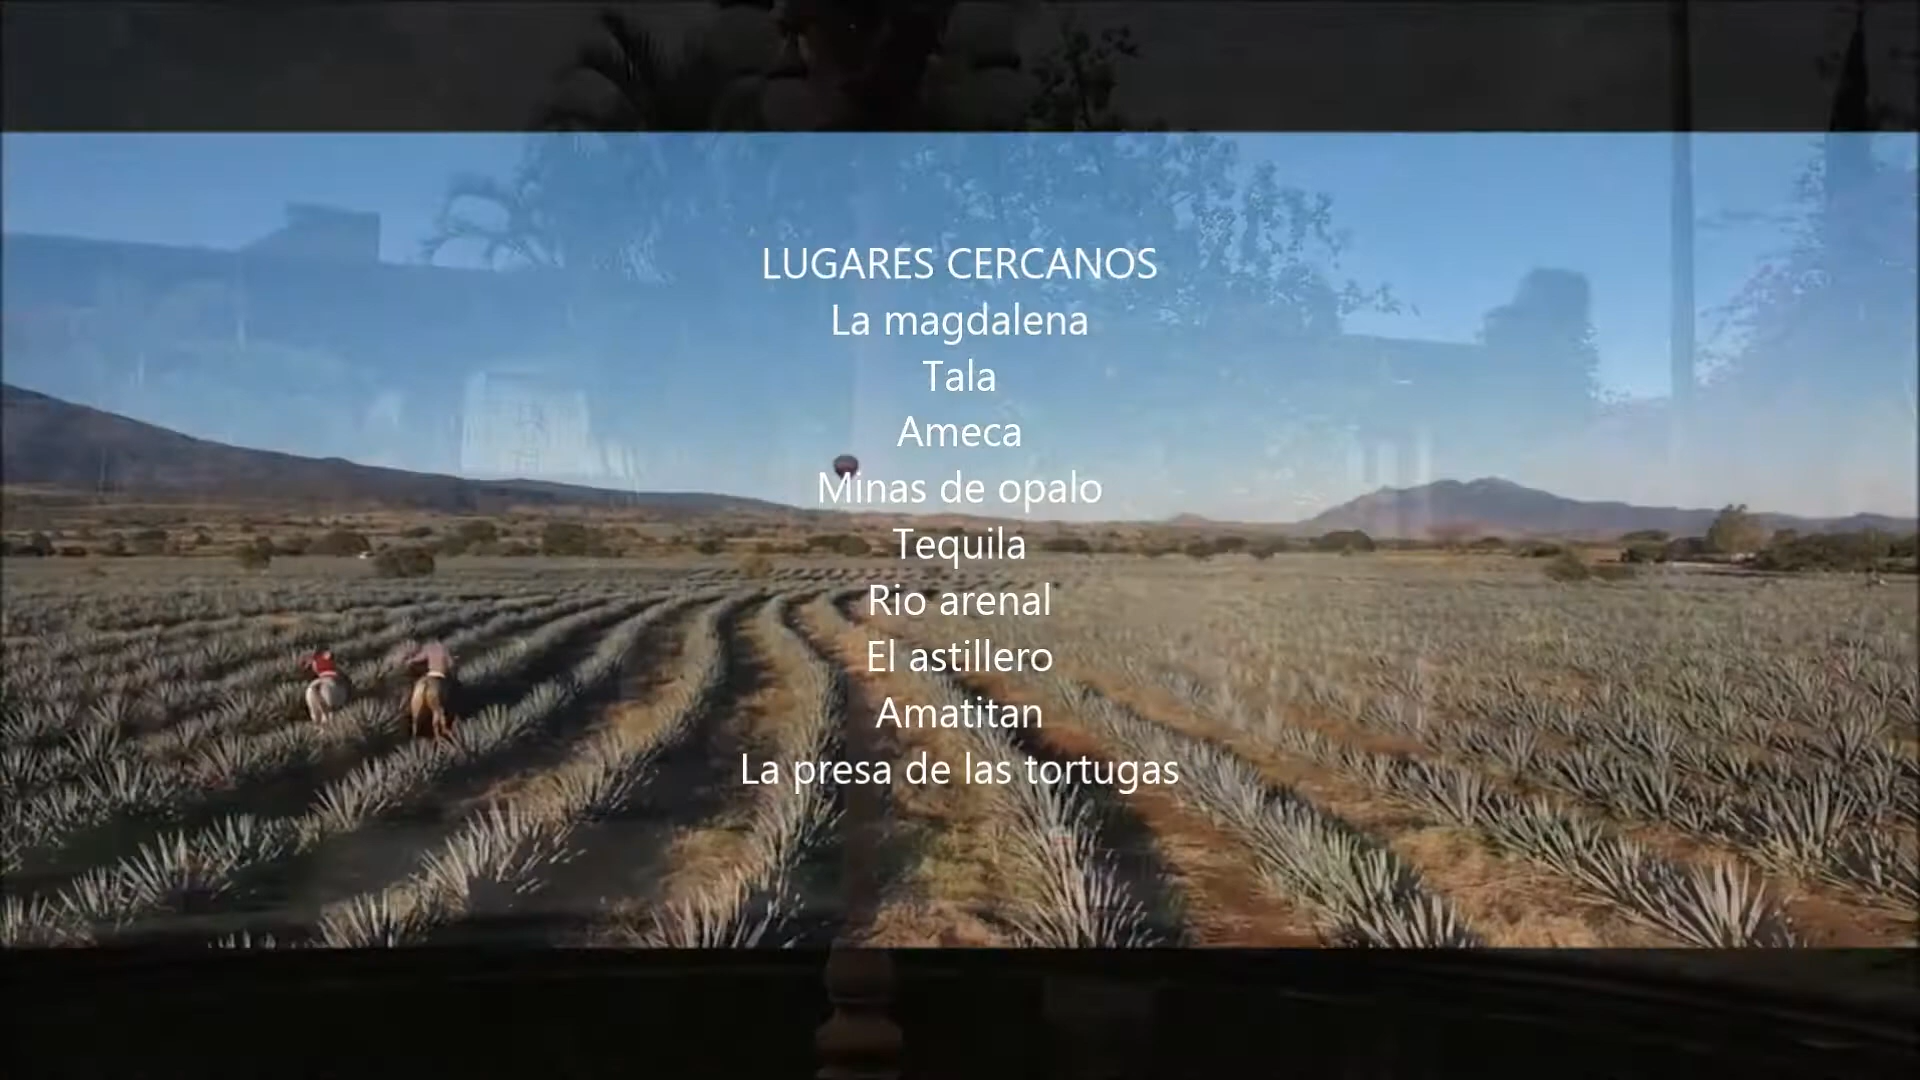 LUGARES CERCANOS
La magdalena
Tala
Ameca
Minas de opalo
Tequila
Rio arenal
El astillero
Amatitan
La presa de las tortugas